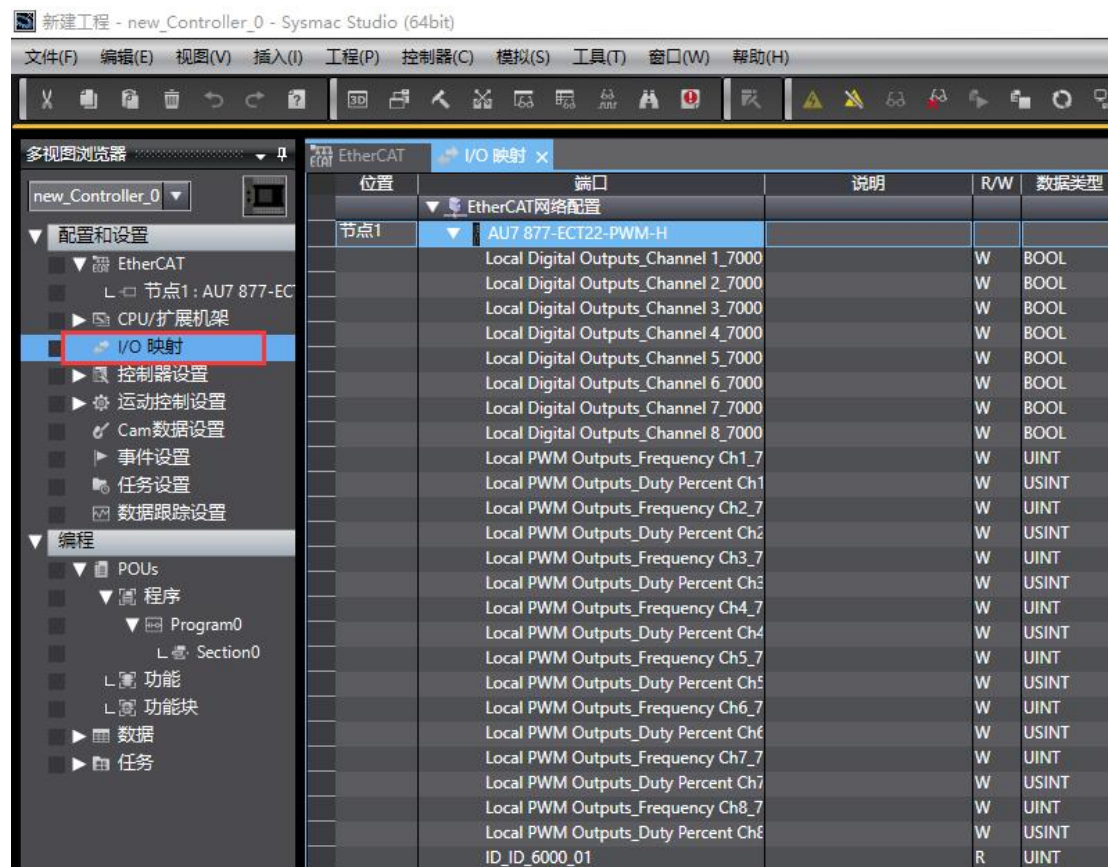 新建工程 - new_Controller_0 - Sysmac Studio (64bit)
文件(F) 编辑(E) 视图(V) 插入(I) 工程(P) 控制器(C) 模拟(S) 工具(T) 窗口(W) 帮助(H)
多视图浏览器
new_Controller_0
配置和设置
EtherCAT
节点1 : AU7 877-EC
CPU/扩展机架
I/O 映射
控制器设置
运动控制设置
Cam数据设置
事件设置
任务设置
数据跟踪设置
编程
POUs
程序
Program0
Section0
功能
功能块
数据
任务
EtherCAT I/O 映射
位置 端口 说明 R/W 数据类型
EtherCAT网络配置
节点1 AU7 877-ECT22-PWM-H
Local Digital Outputs_Channel 1_7000 W BOOL
Local Digital Outputs_Channel 2_7000 W BOOL
Local Digital Outputs_Channel 3_7000 W BOOL
Local Digital Outputs_Channel 4_7000 W BOOL
Local Digital Outputs_Channel 5_7000 W BOOL
Local Digital Outputs_Channel 6_7000 W BOOL
Local Digital Outputs_Channel 7_7000 W BOOL
Local Digital Outputs_Channel 8_7000 W BOOL
Local PWM Outputs_Frequency Ch1_7 W UINT
Local PWM Outputs_Duty Percent Ch1 W USINT
Local PWM Outputs_Frequency Ch2_7 W UINT
Local PWM Outputs_Duty Percent Ch2 W USINT
Local PWM Outputs_Frequency Ch3_7 W UINT
Local PWM Outputs_Duty Percent Ch3 W USINT
Local PWM Outputs_Frequency Ch4_7 W UINT
Local PWM Outputs_Duty Percent Ch4 W USINT
Local PWM Outputs_Frequency Ch5_7 W UINT
Local PWM Outputs_Duty Percent Ch5 W USINT
Local PWM Outputs_Frequency Ch6_7 W UINT
Local PWM Outputs_Duty Percent Ch6 W USINT
Local PWM Outputs_Frequency Ch7_7 W UINT
Local PWM Outputs_Duty Percent Ch7 W USINT
Local PWM Outputs_Frequency Ch8_7 W UINT
Local PWM Outputs_Duty Percent Ch8 W USINT
ID_ID_6000_01 R UINT